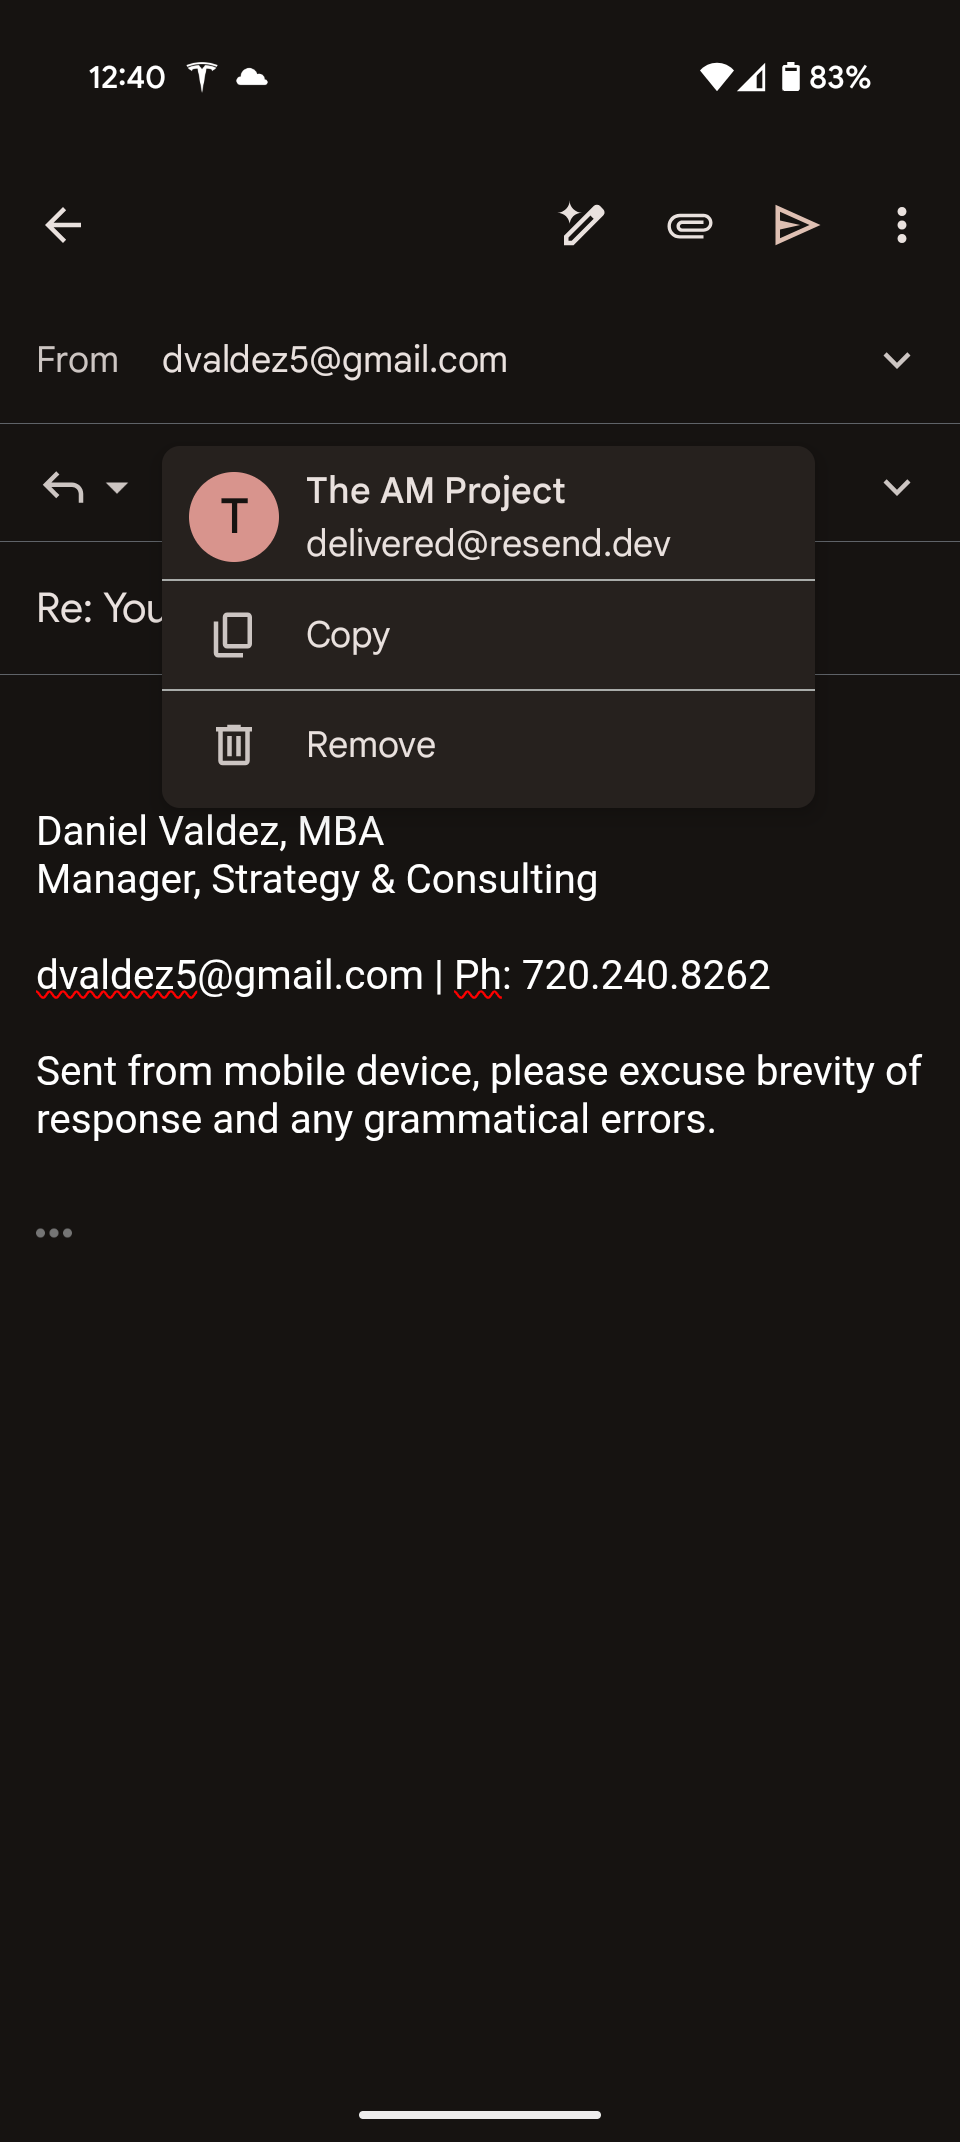 12:40
83%
From dvaldez5@gmail.com
T
The AM Project
delivered@resend.dev
Re:
Copy
Remove
Daniel Valdez, MBA
Manager, Strategy & Consulting
dvaldez5@gmail.com | Ph: 720.240.8262
Sent from mobile device, please excuse brevity of
response and any grammatical errors.